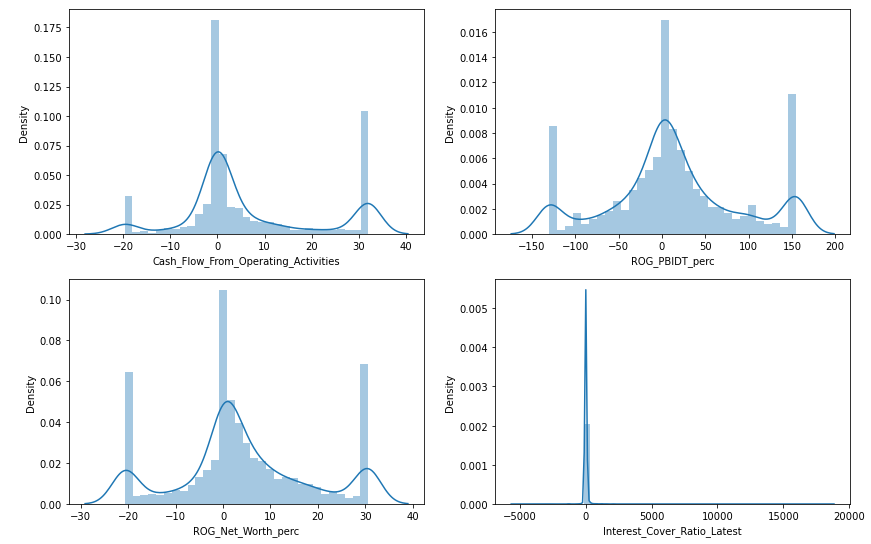 0.175
0.150
0.125
0.100
0.075
0.050
0.025
0.000
Density
−30 −20 −10 0 10 20 30 40
Cash_Flow_From_Operating_Activities
0.016
0.014
0.012
0.010
0.008
0.006
0.004
0.002
0.000
Density
−150 −100 −50 0 50 100 150 200
ROG_PBIDT_perc
0.10
0.08
0.06
0.04
0.02
0.00
Density
−30 −20 −10 0 10 20 30 40
ROG_Net_Worth_perc
0.005
0.004
0.003
0.002
0.001
0.000
Density
−5000 0 5000 10000 15000 20000
Interest_Cover_Ratio_Latest